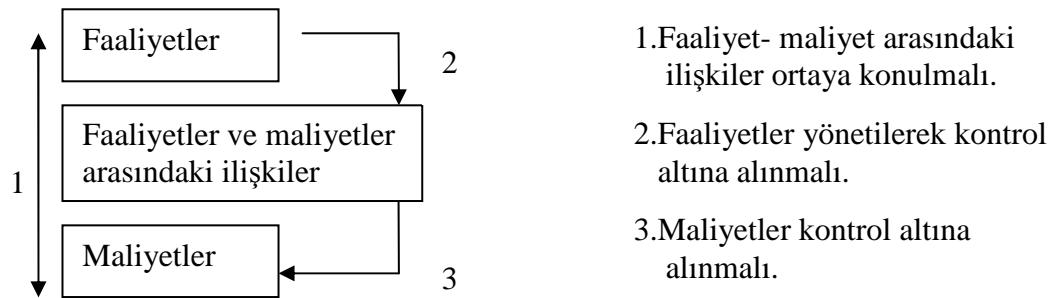 Faaliyetler
2
Faaliyetler ve maliyetler
arasındaki ilişkiler
1
Maliyetler
3
1.Faaliyet- maliyet arasındaki
ilişkiler ortaya konulmalı.
2.Faaliyetler yönetilerek kontrol
altına alınmalı.
3.Maliyetler kontrol altına
alınmalı.